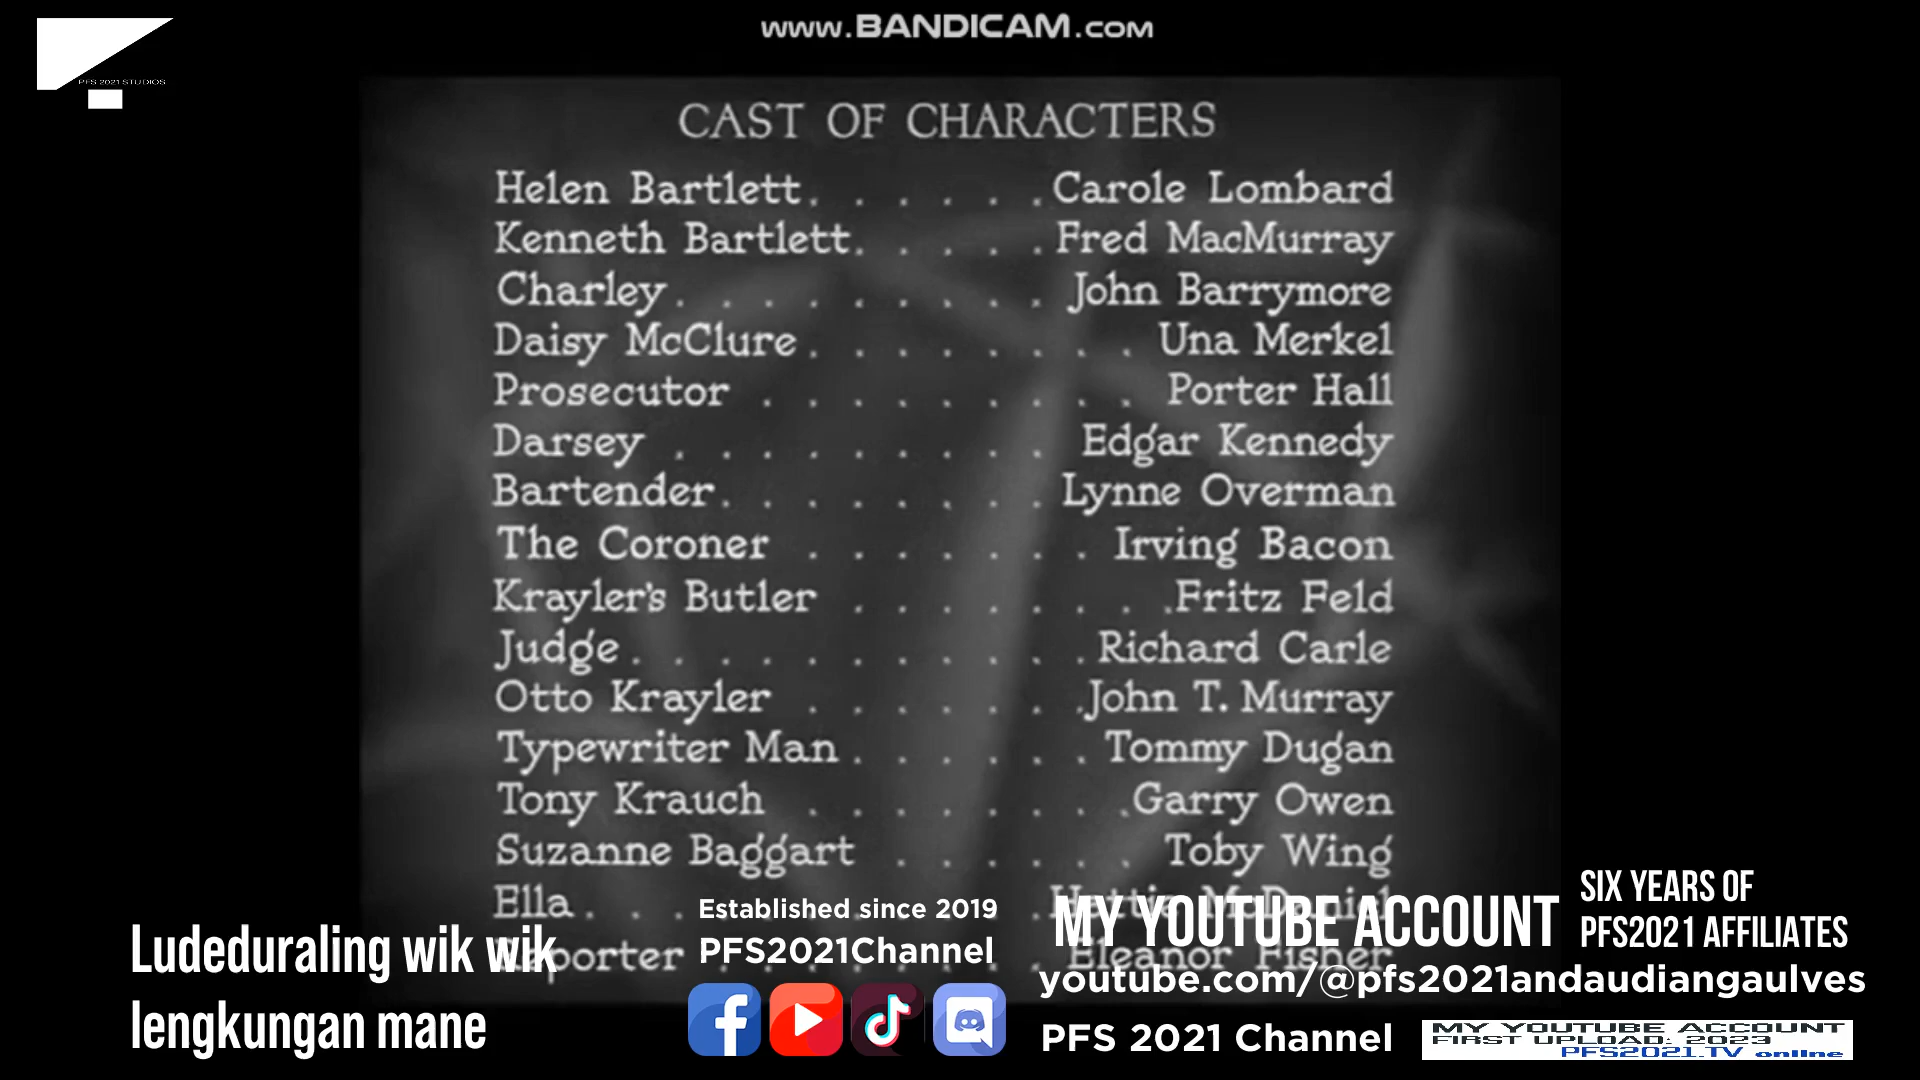 www.BANDICAM.com
PFS 2021 STUDIOS
CAST OF CHARACTERS
Helen Bartlett. . . . . . Carole Lombard
Kenneth Bartlett. . . . . Fred MacMurray
Charley. . . . . . . . . John Barrymore
Daisy McClure. . . . . . . . Una Merkel
Prosecutor . . . . . . . . . Porter Hall
Darsey . . . . . . . . . Edgar Kennedy
Bartender. . . . . . . . Lynne Overman
The Coroner . . . . . . . Irving Bacon
Krayler's Butler . . . . . . . . Fritz Feld
Judge. . . . . . . . . . . Richard Carle
Otto Krayler . . . . . . . John T. Murray
Typewriter Man. . . . . . Tommy Dugan
Tony Krauch . . . . . . . . Garry Owen
Suzanne Baggart . . . . . . Toby Wing
Ella. . . . Hattie McDaniel
Reporter . . . . . . . . Eleanor Fisher
Ludeduraling wik wik
lengkungan mane
Established since 2019
PFS2021Channel
MY YOUTUBE ACCOUNT
SIX YEARS OF
PFS2021 AFFILIATES
youtube.com/@pfs2021andaudiangaulves
PFS 2021 Channel
MY YOUTUBE ACCOUNT
FIRST UPLOAD: 2023
PFS2021.TV online